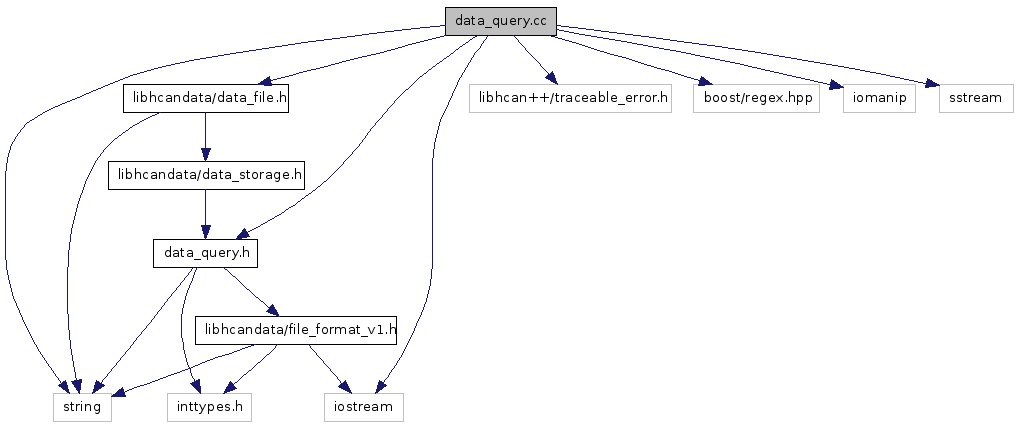 data_query.cc
libhcandata/data_file.h
libhcan++/traceable_error.h
boost/regex.hpp
iomanip
sstream
libhcandata/data_storage.h
data_query.h
libhcandata/file_format_v1.h
string
inttypes.h
iostream